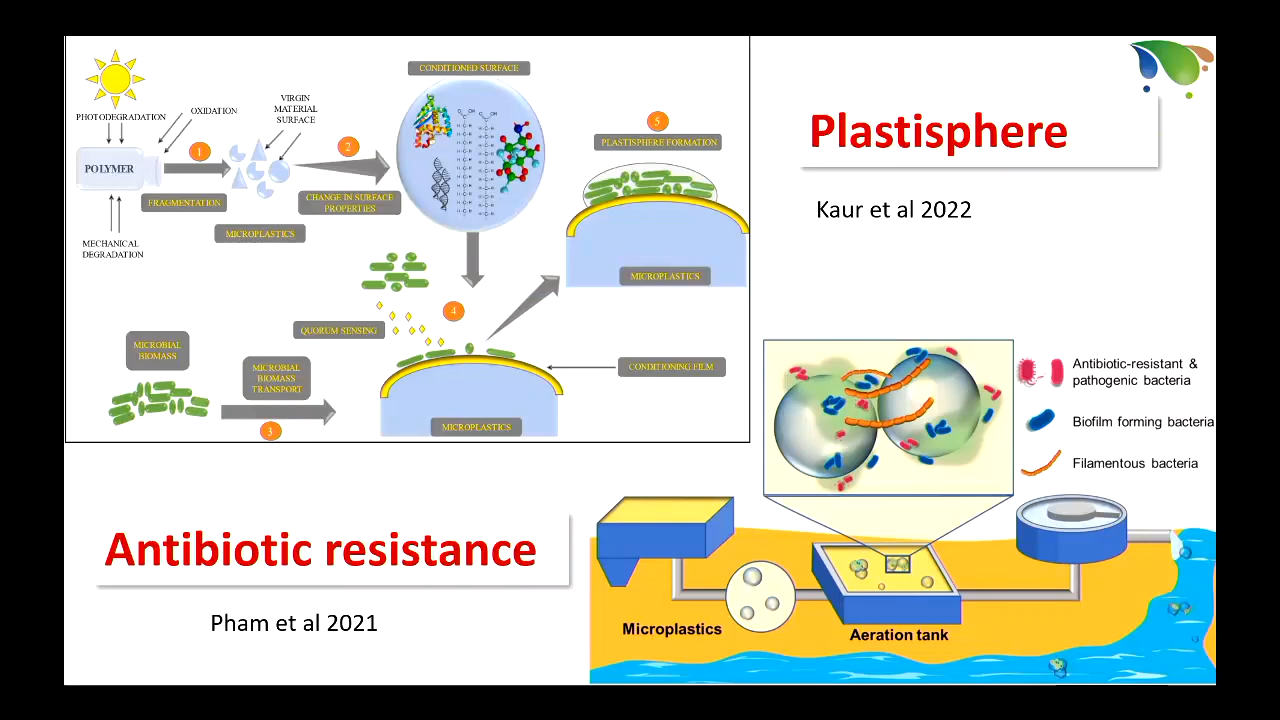 CONDITIONED SURFACE
PHOTODEGRADATION
OXIDATION
VIRGIN
MATERIAL
SURFACE
POLYMER
1
2
FRAGMENTATION
CHANGE IN SURFACE
PROPERTIES
MICROPLASTICS
MECHANICAL
DEGRADATION
5
PLASTISPHERE FORMATION
MICROPLASTICS
4
QUORUM SENSING
MICROBIAL
BIOMASS
MICROBIAL
BIOMASS
TRANSPORT
3
CONDITIONING FILM
MICROPLASTICS
Plastisphere
Kaur et al 2022
Antibiotic-resistant &
pathogenic bacteria
Biofilm forming bacteria
Filamentous bacteria
Antibiotic resistance
Pham et al 2021
Microplastics
Aeration tank